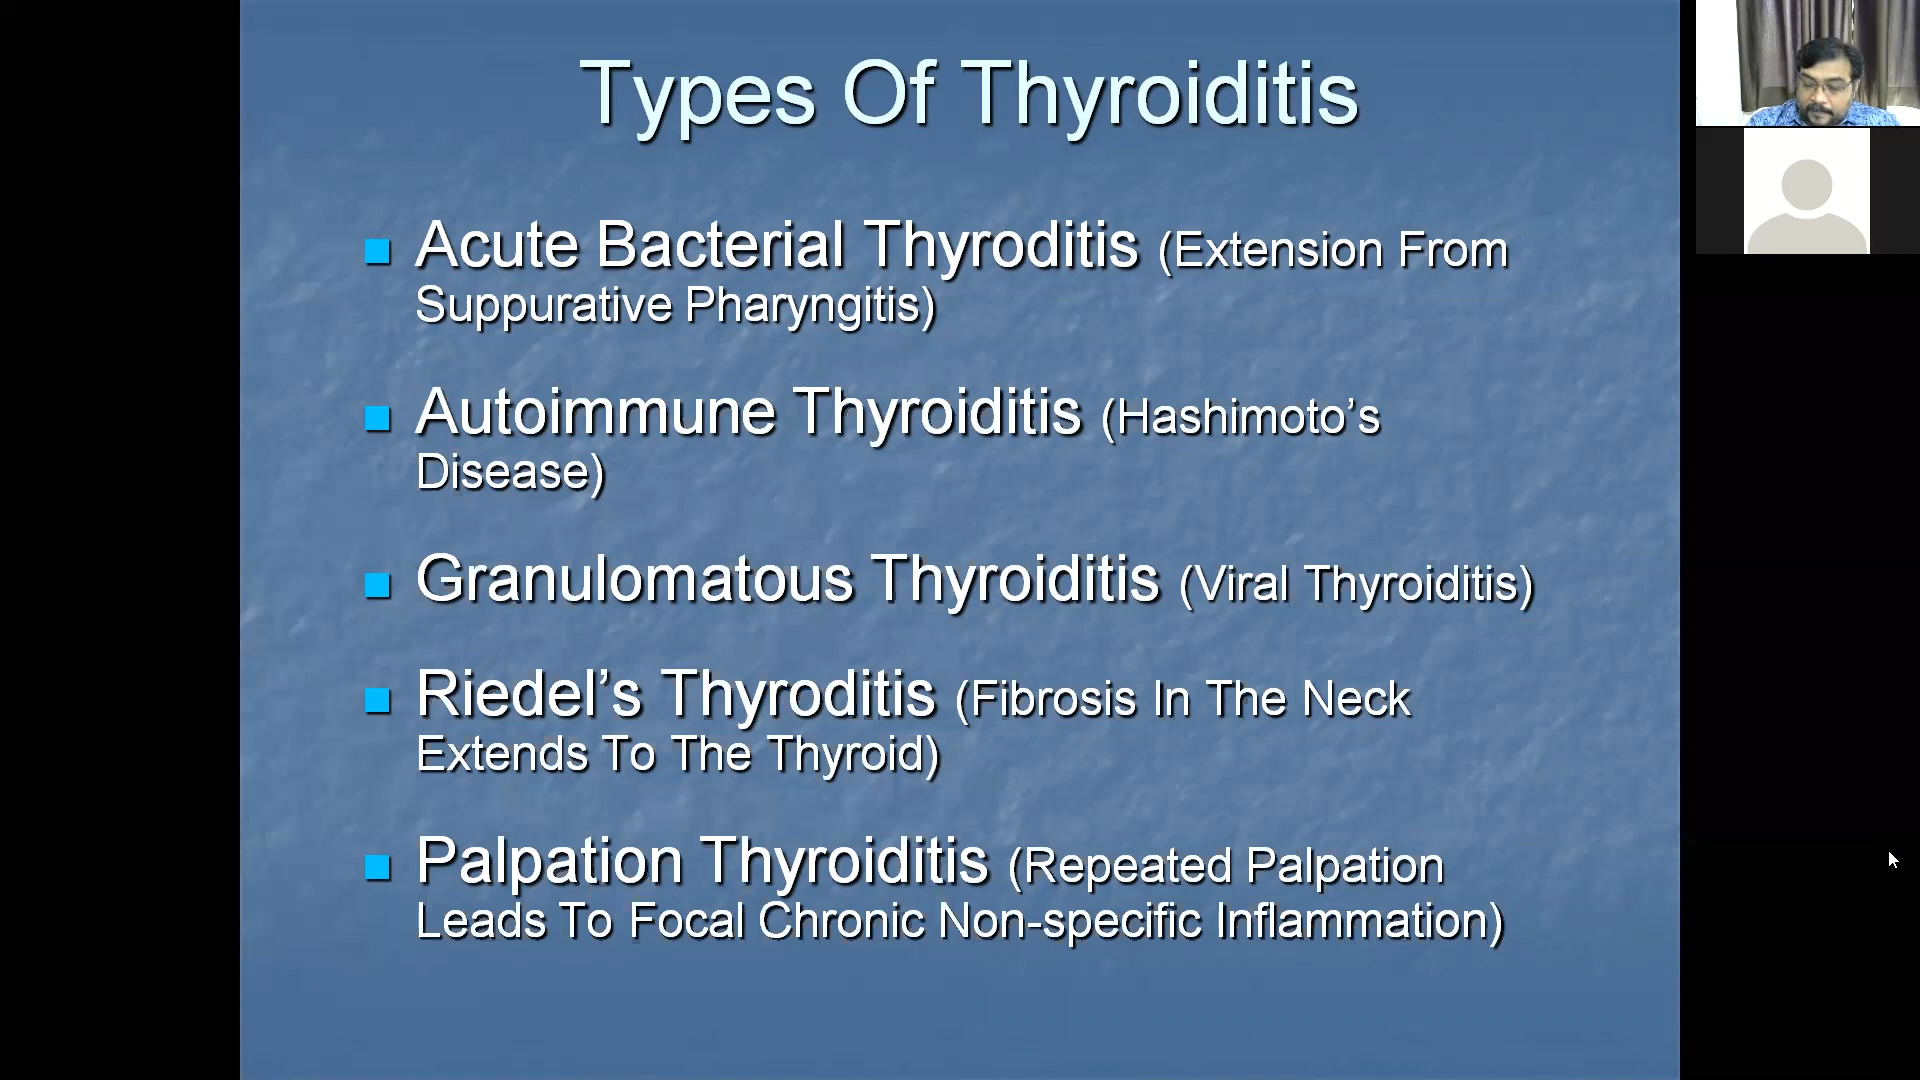 Types Of Thyroiditis
Acute Bacterial Thyroditis (Extension From
Suppurative Pharyngitis)
Autoimmune Thyroiditis (Hashimoto’s
Disease)
Granulomatous Thyroiditis (Viral Thyroiditis)
Riedel’s Thyroditis (Fibrosis In The Neck
Extends To The Thyroid)
Palpation Thyroiditis (Repeated Palpation
Leads To Focal Chronic Non-specific Inflammation)